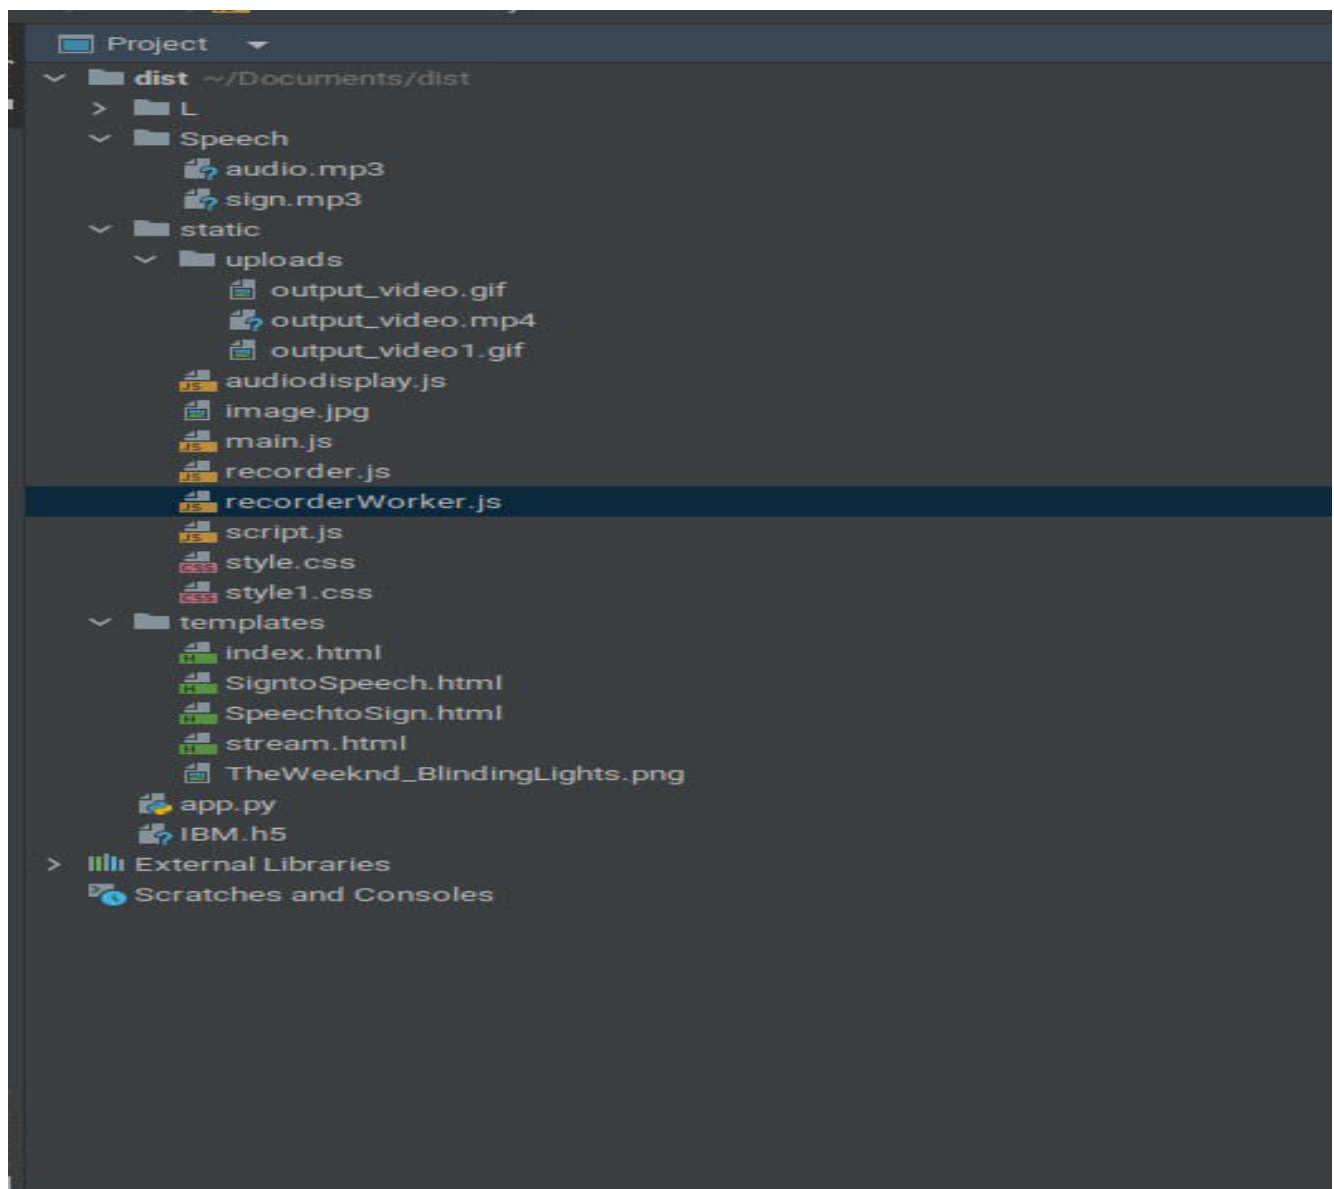 Project
dist ~/Documents/dist
L
Speech
audio.mp3
sign.mp3
static
uploads
output_video.gif
output_video.mp4
output_video1.gif
audiodisplay.js
image.jpg
main.js
recorder.js
recorderWorker.js
script.js
style.css
style1.css
templates
index.html
SigntoSpeech.html
SpeechtoSign.html
stream.html
TheWeeknd_BlindingLights.png
app.py
IBM.h5
External Libraries
Scratches and Consoles